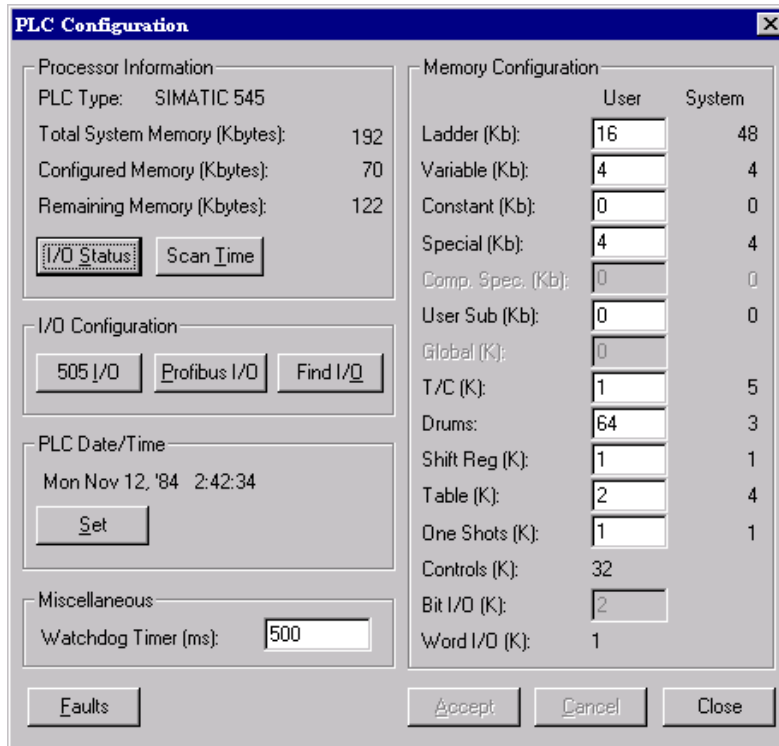 PLC Configuration
Processor Information
PLC Type: SIMATIC 545
Total System Memory (Kbytes): 192
Configured Memory (Kbytes): 70
Remaining Memory (Kbytes): 122
I/O Status Scan Time
I/O Configuration
505 I/O Profibus I/O Find I/O
PLC Date/Time
Mon Nov 12, '84 2:42:34
Set
Miscellaneous
Watchdog Timer (ms): 500
Faults
Memory Configuration
User System
Ladder (Kb): 16 48
Variable (Kb): 4 4
Constant (Kb): 0 0
Special (Kb): 4 4
Comp. Spec. (Kb): 0 0
User Sub (Kb): 0 0
Global (K): 0
T/C (K): 1 5
Drums: 64 3
Shift Reg (K): 1 1
Table (K): 2 4
One Shots (K): 1 1
Controls (K): 32
Bit I/O (K): 2
Word I/O (K): 1
Accept Cancel Close